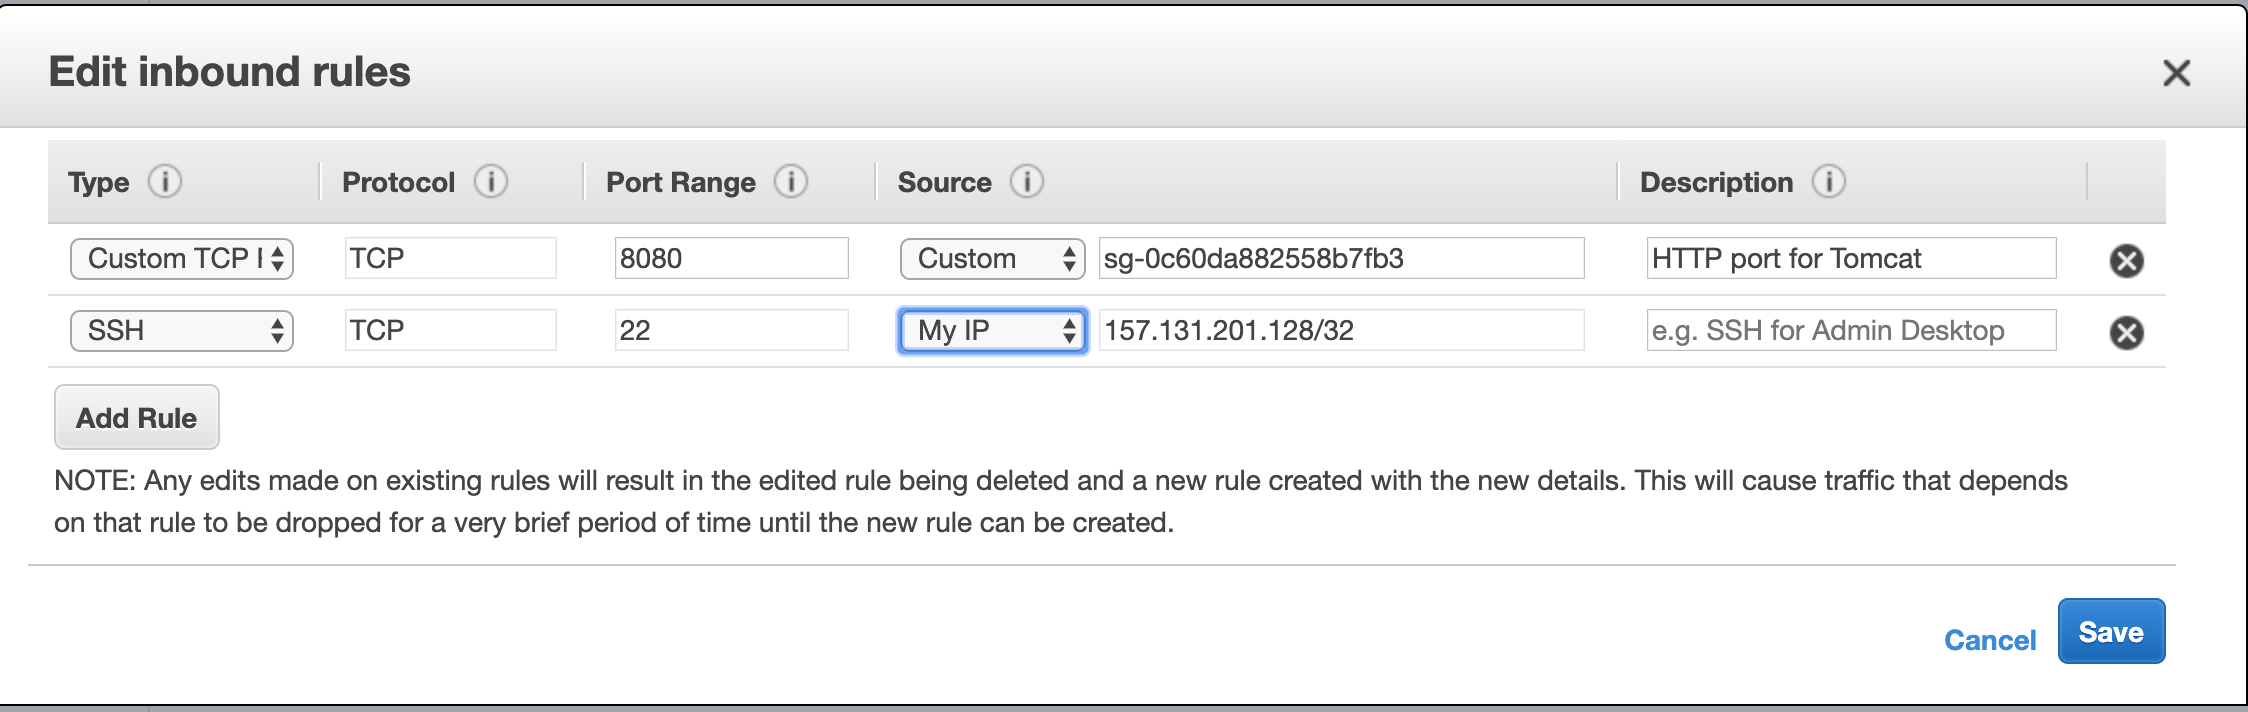 Edit inbound rules
Type Protocol Port Range Source Description
Custom TCP TCP 8080 Custom sg-0c60da882558b7fb3 HTTP port for Tomcat
SSH TCP 22 My IP 157.131.201.128/32 e.g. SSH for Admin Desktop
Add Rule
NOTE: Any edits made on existing rules will result in the edited rule being deleted and a new rule created with the new details. This will cause traffic that depends
on that rule to be dropped for a very brief period of time until the new rule can be created.
Cancel Save